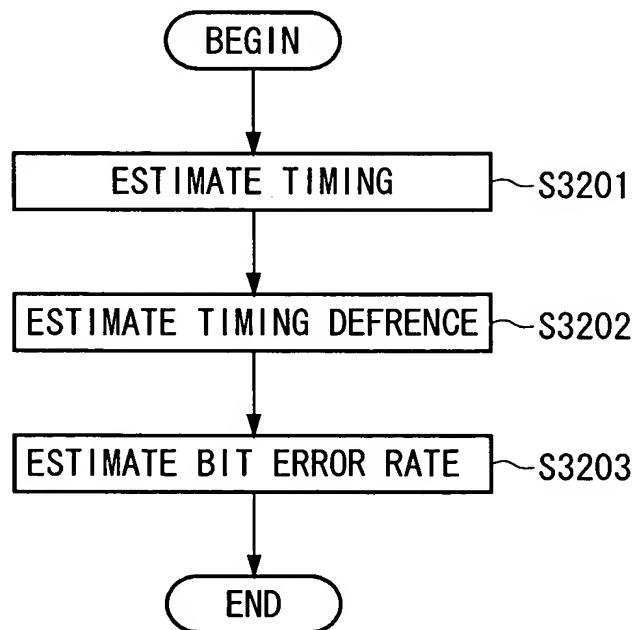 BEGIN
ESTIMATE TIMING
S3201
ESTIMATE TIMING DEFRENCE
S3202
ESTIMATE BIT ERROR RATE
S3203
END